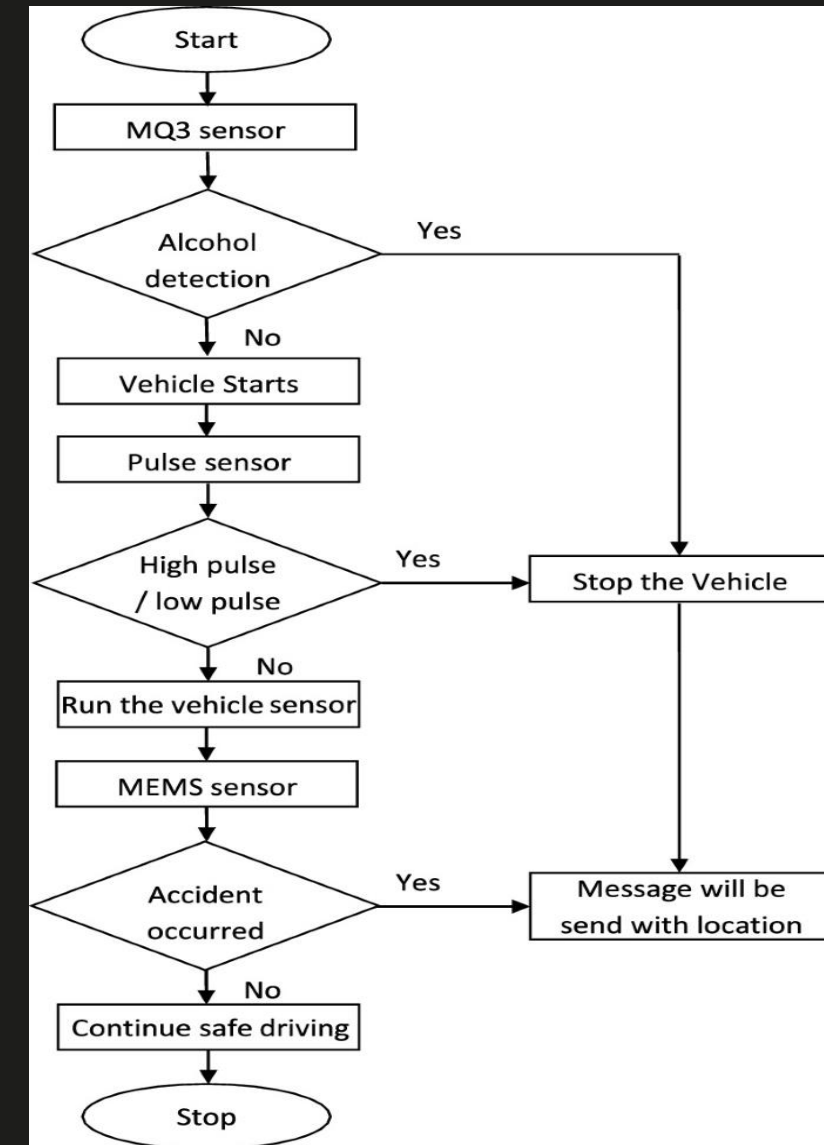 Start
MQ3 sensor
Alcohol
detection
Yes
No
Vehicle Starts
Pulse sensor
High pulse
/ low pulse
Yes
Stop the Vehicle
No
Run the vehicle sensor
MEMS sensor
Accident
occurred
Yes
Message will be
send with location
No
Continue safe driving
Stop